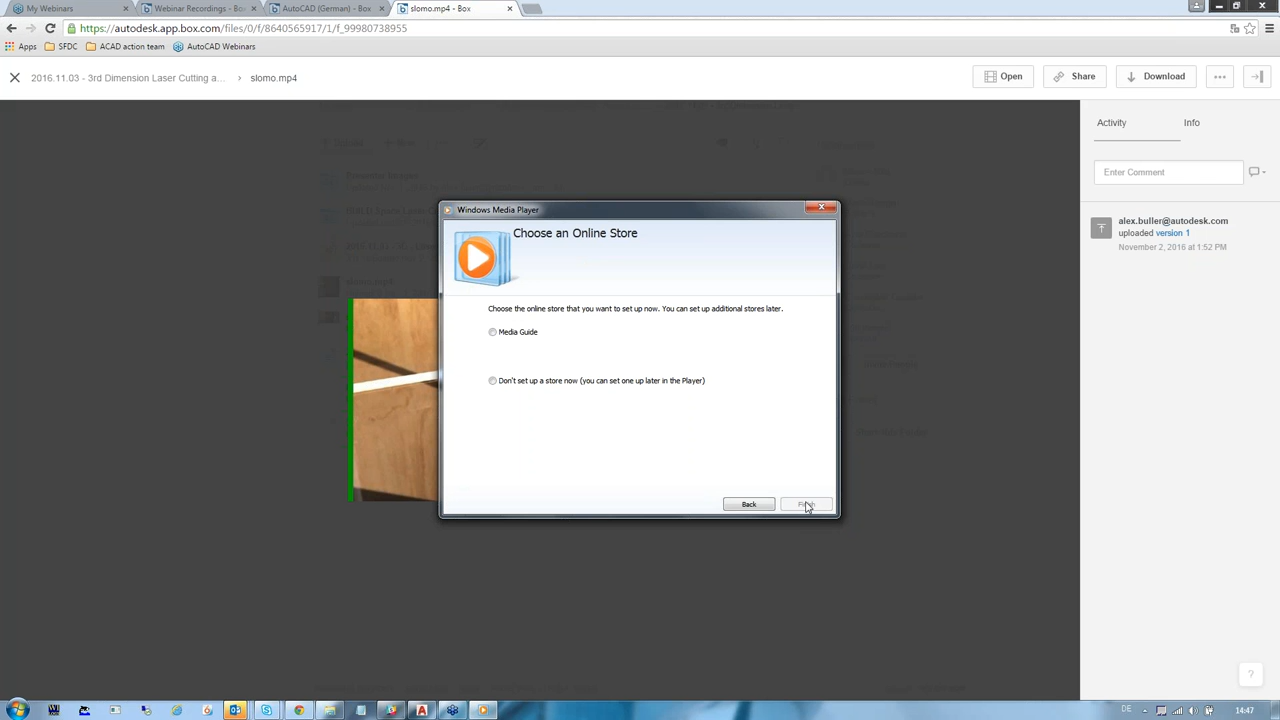 My Webinars
Webinar Recordings - Bo
AutoCAD (German) - Box
slomo.mp4 - Box
https://autodesk.app.box.com/files/0/f/8640565917/1/f_99980738955
Apps
SFDC
ACAD action team
AutoCAD Webinars
2016.11.03 - 3rd Dimension Laser Cutting a...
slomo.mp4
Open
Share
Download
Activity
Info
Enter Comment
alex.buller@autodesk.com
uploaded version 1
November 2, 2016 at 1:52 PM
Windows Media Player
Choose an Online Store
Choose the online store that you want to set up now. You can set up additional stores later.
Media Guide
Don't set up a store now (you can set one up later in the Player)
Back
slomo.mp4
?
DE
14:47